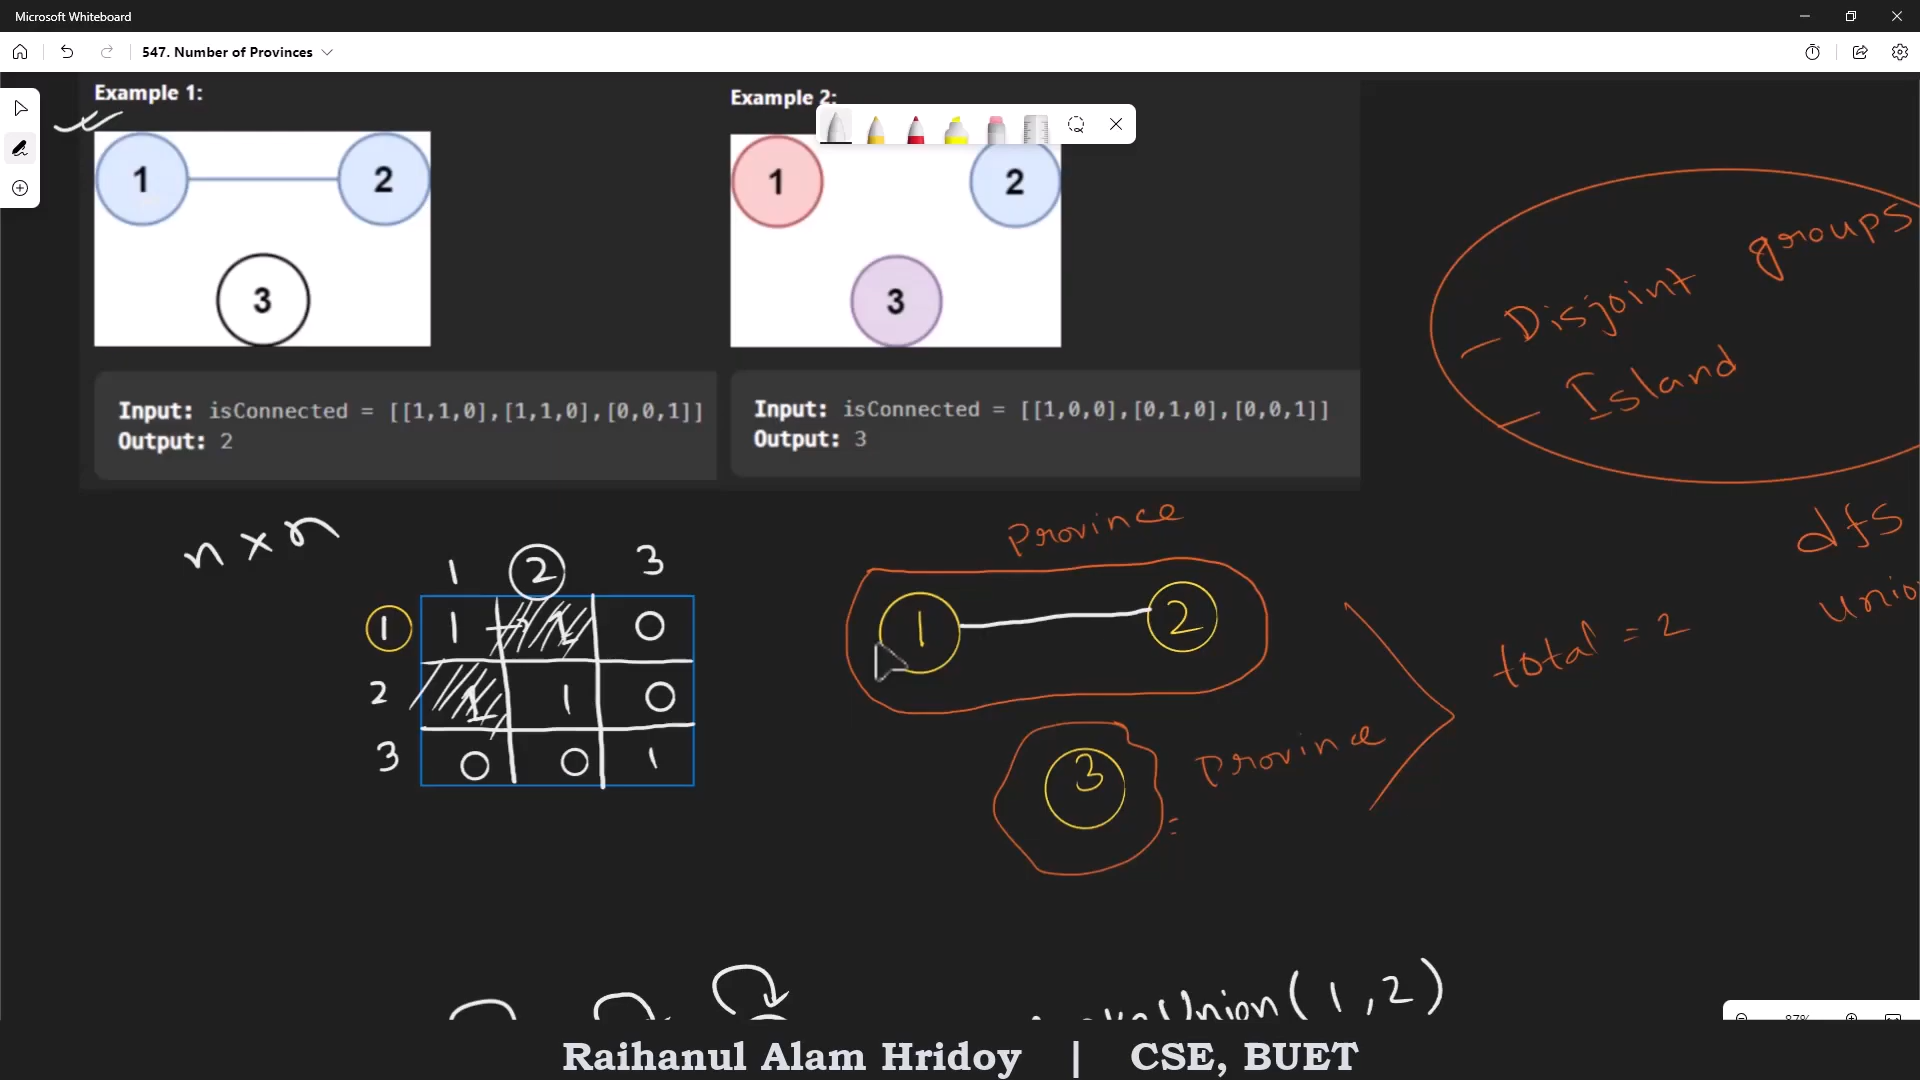 Microsoft Whiteboard
547. Number of Provinces
Example 1:
1 2
3
Input: isConnected = [[1,1,0],[1,1,0],[0,0,1]]
Output: 2
Example 2:
1 2
3
Input: isConnected = [[1,0,0],[0,1,0],[0,0,1]]
Output: 3
– Disjoint groups
– Island
dfs
n × n
1 2 3
1 1 1 0
2 1 1 0
3 0 0 1
Province
1 2
3
Province
total = 2
Union(1,2)
87%
Raihanul Alam Hridoy | CSE, BUET